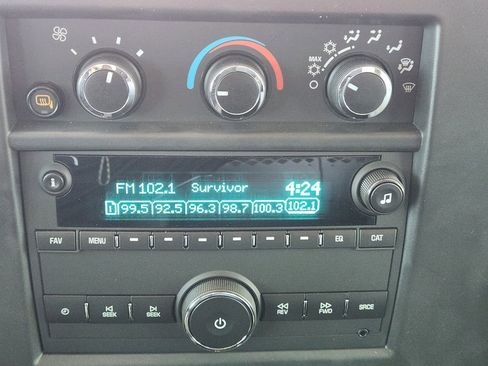 MAX
FM 102.1 Survivor 4:24
1 99.5 92.5 96.3 98.7 100.3 102.1
FAV MENU EQ CAT
SEEK SEEK REV FWD SRCE